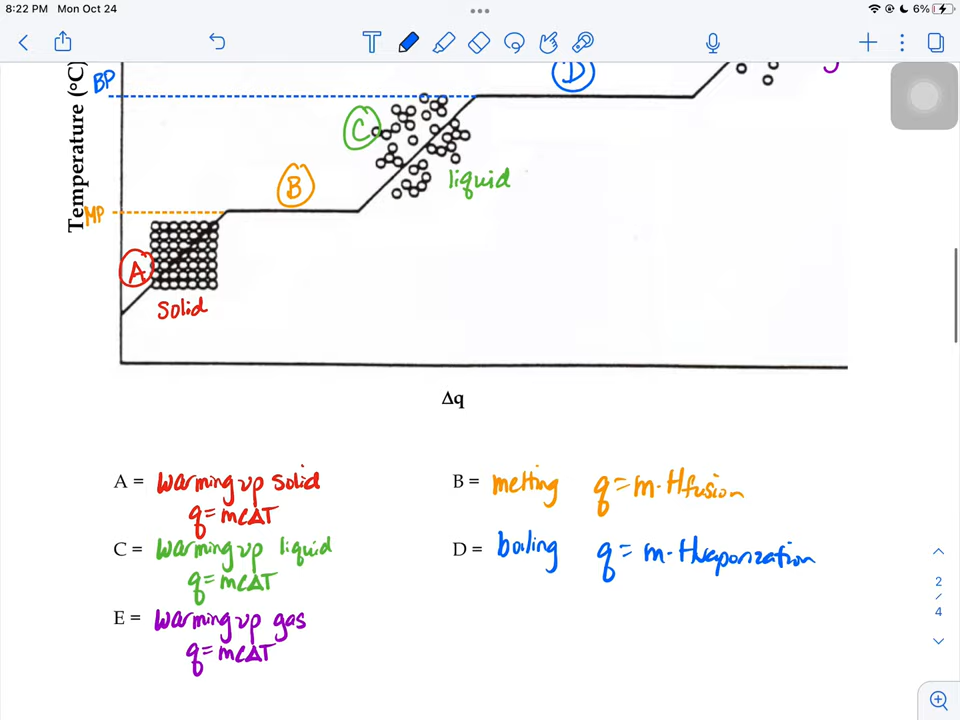 8:22 PM Mon Oct 24
6%
T
Temperature (°C)
BP
D
C
liquid
B
MP
A
Solid
Δq
A = warming up solid
q = mCΔT
B = melting q = m·Hfusion
C = warming up liquid
q = mCΔT
D = boiling q = m·Hvaporization
E = warming up gas
q = mCΔT
2
/
4